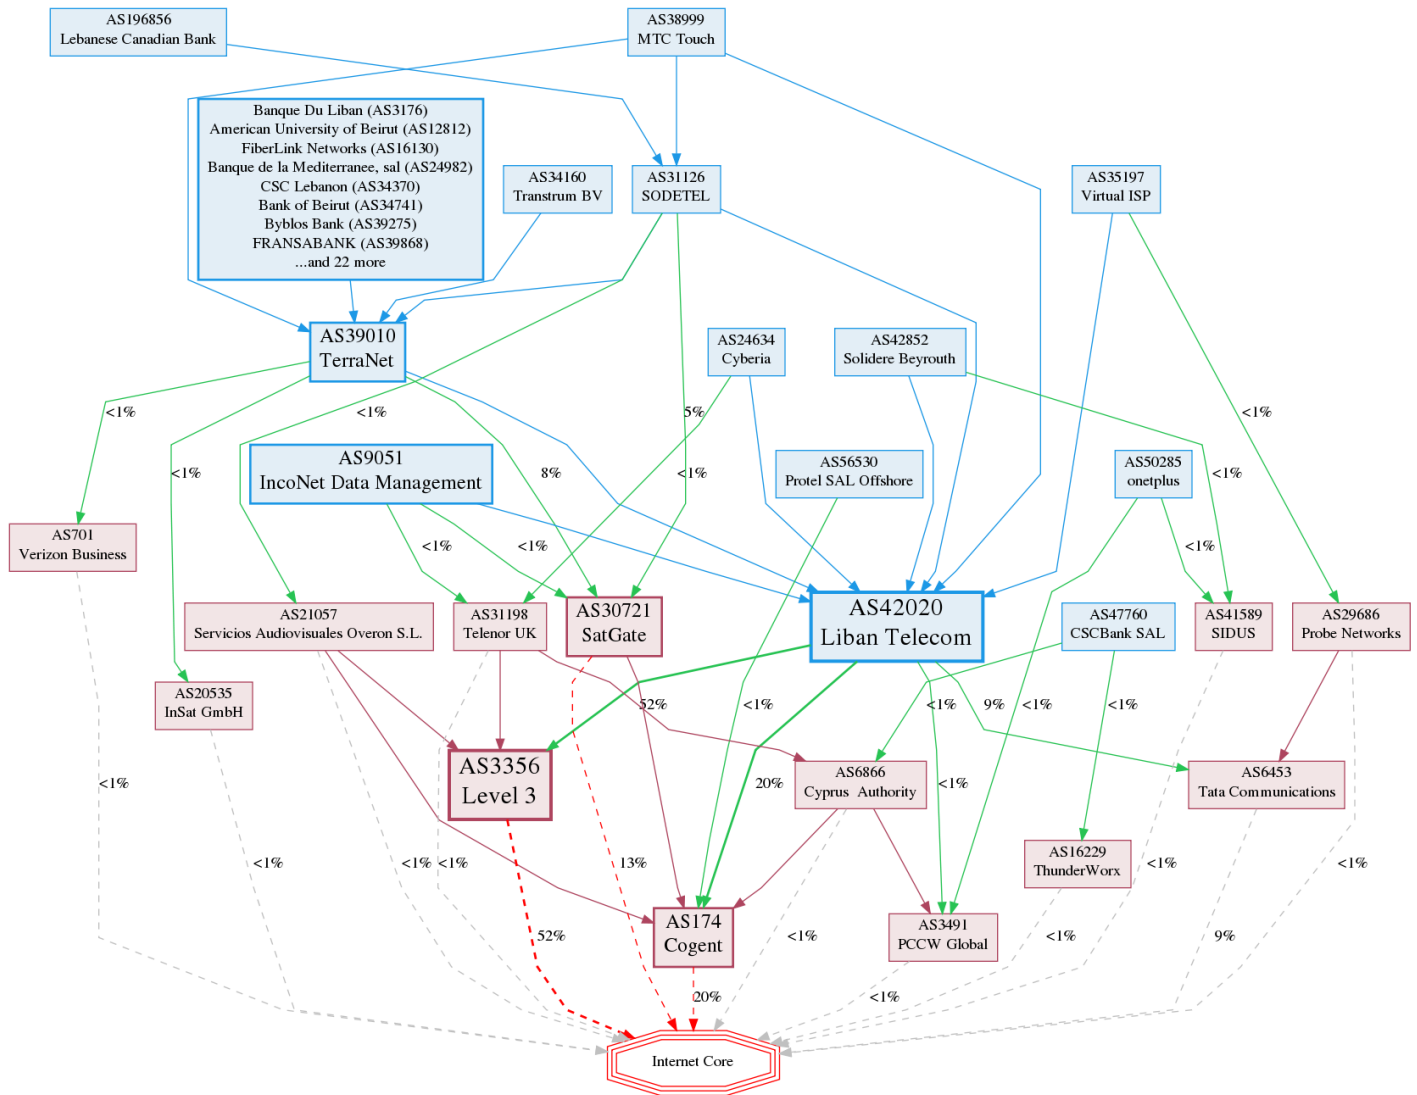 AS196856
Lebanese Canadian Bank
AS38999
MTC Touch
Banque Du Liban (AS3176)
American University of Beirut (AS12812)
FiberLink Networks (AS16130)
Banque de la Mediterranee, sal (AS24982)
CSC Lebanon (AS34370)
Bank of Beirut (AS34741)
Byblos Bank (AS39275)
FRANSABANK (AS39868)
...and 22 more
AS34160
Transtrum BV
AS31126
SODETEL
AS35197
Virtual ISP
AS39010
TerraNet
AS24634
Cyberia
AS42852
Solidere Beyrouth
<1%
<1%
5%
<1%
AS9051
IncoNet Data Management
AS56530
Protel SAL Offshore
AS50285
onetplus
<1%
8%
<1%
<1%
AS701
Verizon Business
<1%
<1%
<1%
AS21057
Servicios Audiovisuales Overon S.L.
AS31198
Telenor UK
AS30721
SatGate
AS42020
Liban Telecom
AS47760
CSCBank SAL
AS41589
SIDUS
AS29686
Probe Networks
AS20535
InSat GmbH
52%
<1%
<1%
9%
<1%
<1%
AS3356
Level 3
AS6866
Cyprus  Authority
AS6453
Tata Communications
<1%
20%
<1%
AS16229
ThunderWorx
<1%
<1%
<1%
13%
<1%
<1%
AS174
Cogent
AS3491
PCCW Global
52%
<1%
<1%
9%
20%
<1%
Internet Core